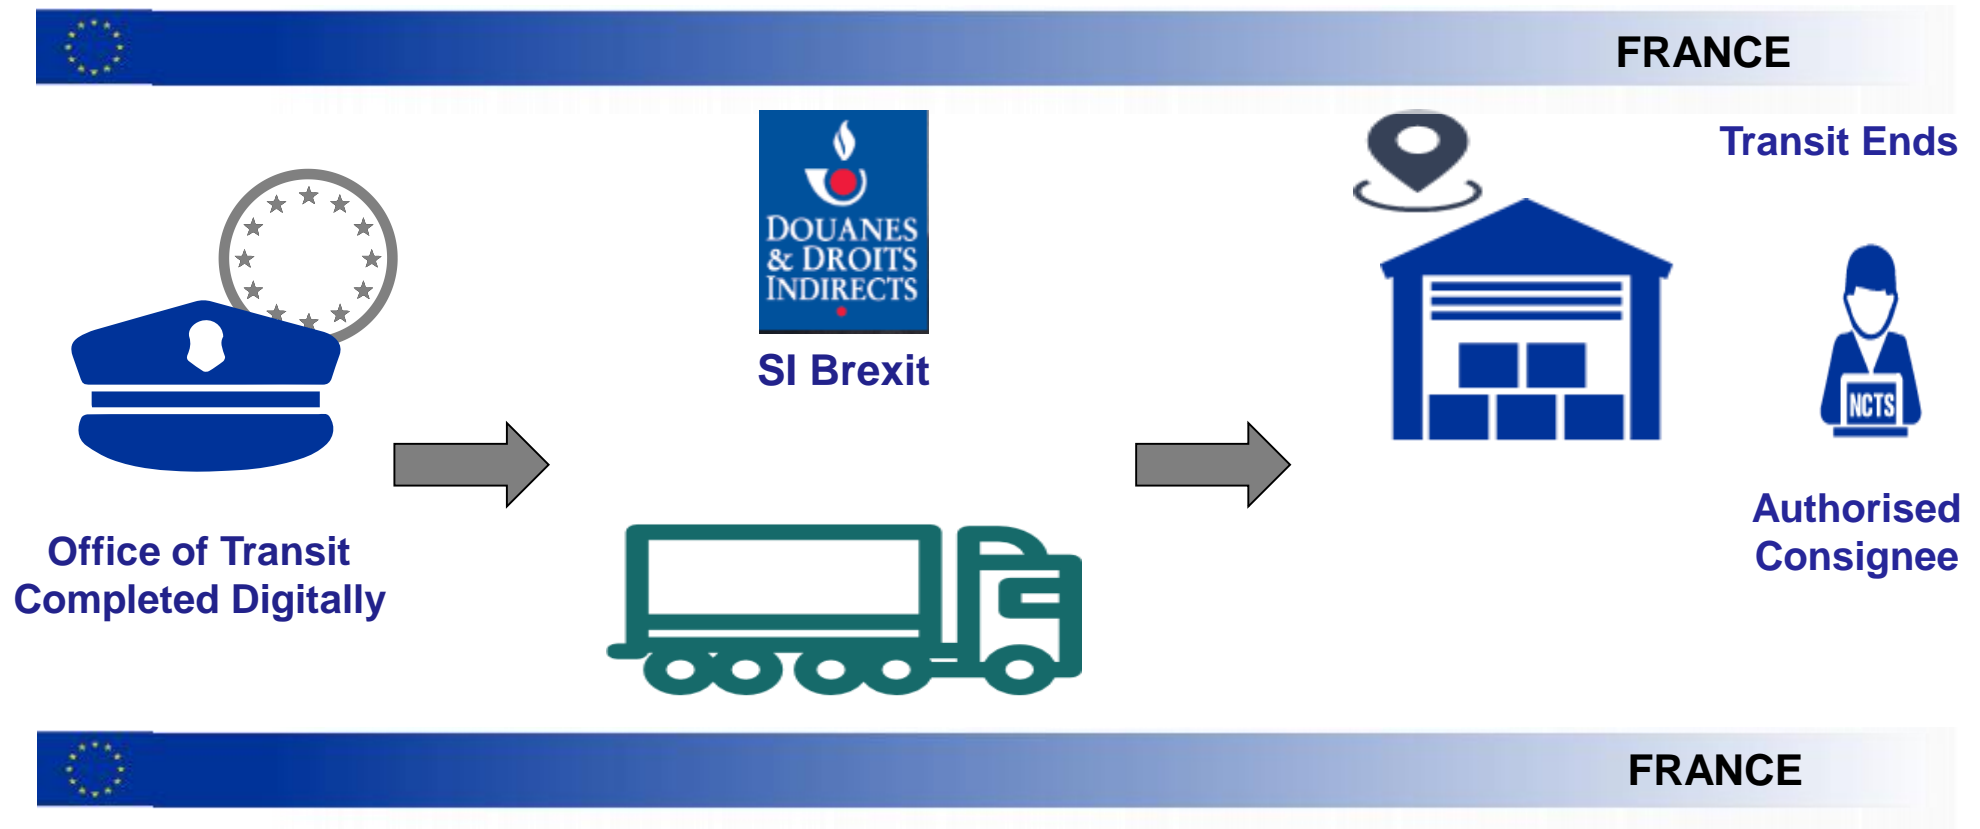 FRANCE
Transit Ends
DOUANES
& DROITS
INDIRECTS
SI Brexit
NCTS
Office of Transit
Completed Digitally
Authorised
Consignee
FRANCE